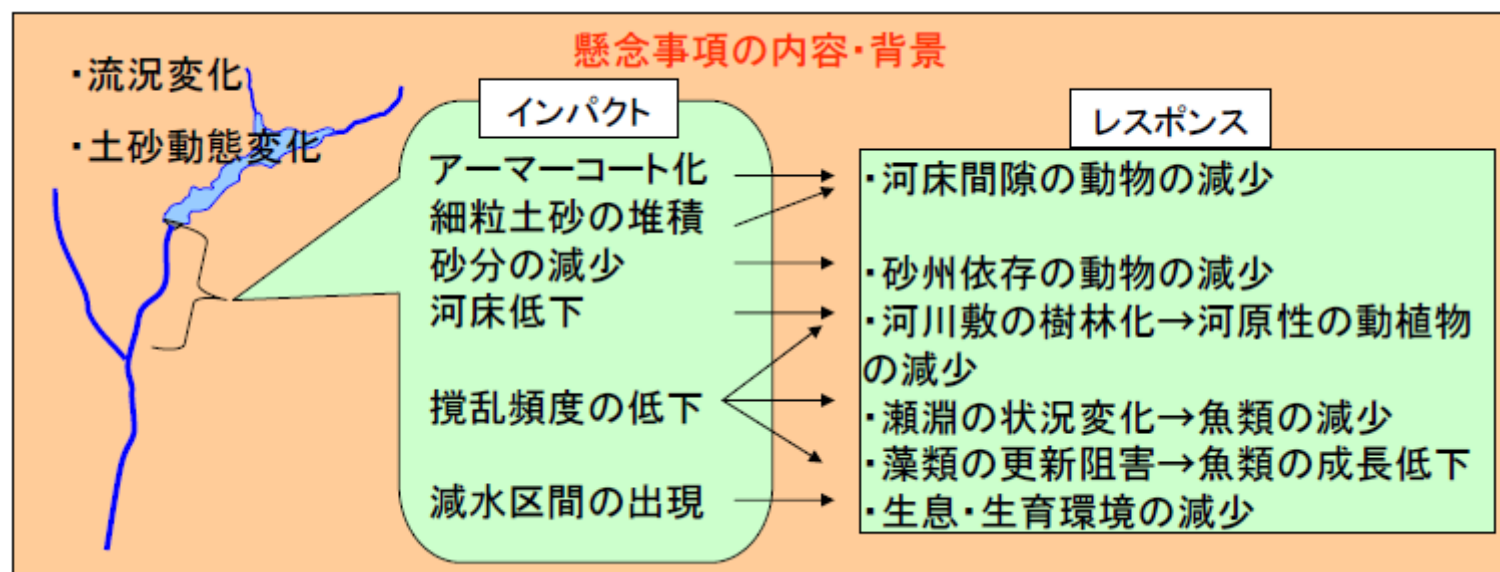 懸念事項の内容・背景
・流況変化
・土砂動態変化
インパクト
アーマーコート化
細粒土砂の堆積
砂分の減少
河床低下
撹乱頻度の低下
減水区間の出現
レスポンス
・河床間隙の動物の減少
・砂州依存の動物の減少
・河川敷の樹林化→河原性の動植物
の減少
・瀬淵の状況変化→魚類の減少
・藻類の更新阻害→魚類の成長低下
・生息・生育環境の減少